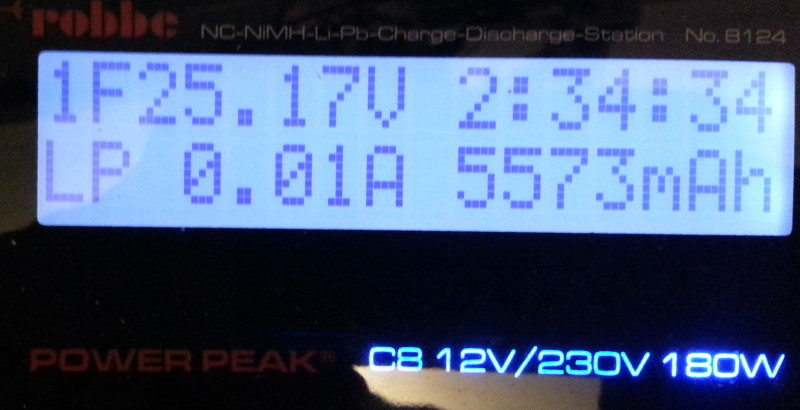 robbe NC-NiMH-Li-Pb-Charge-Discharge-Station No. 8124
1F25.17V 2:34:34
LP 0.01A 5573mAh
POWER PEAK® C8 12V/230V 180W